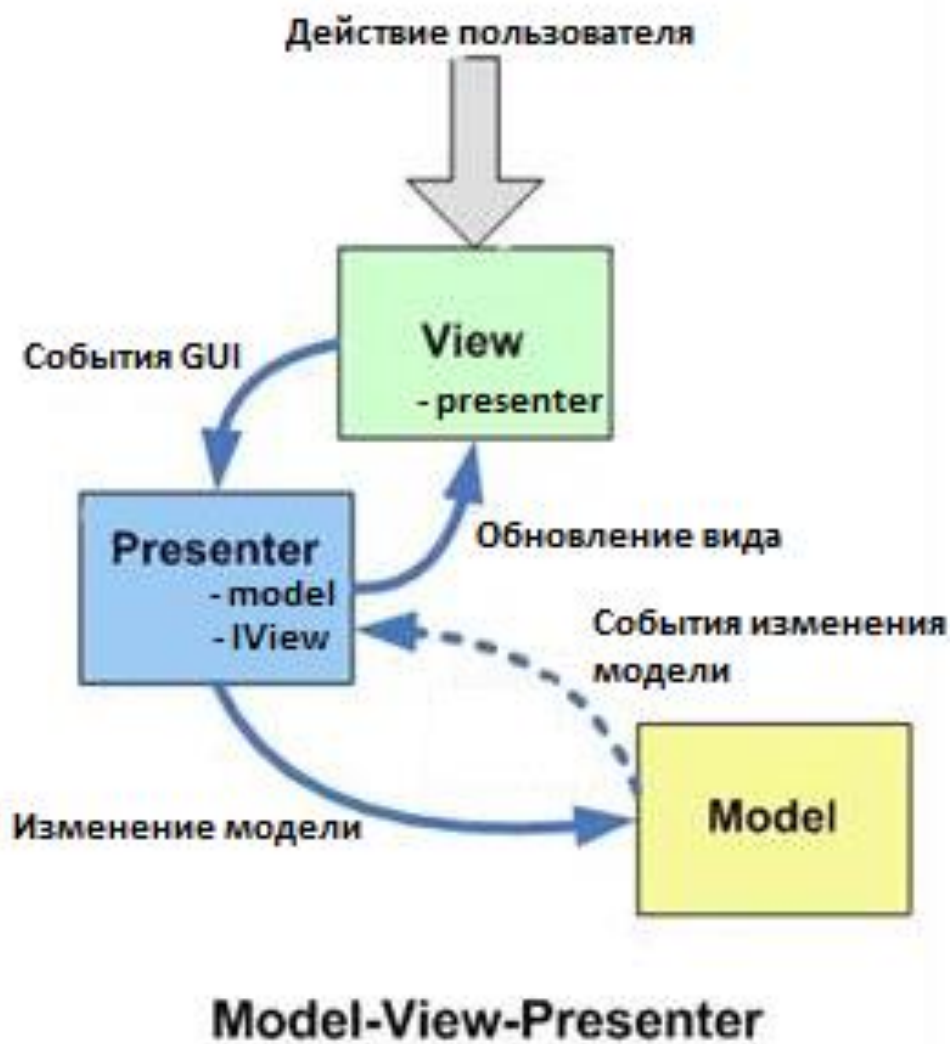 Действие пользователя
View
- presenter
События GUI
Presenter
- model
- IView
Обновление вида
События изменения
модели
Изменение модели
Model
Model-View-Presenter